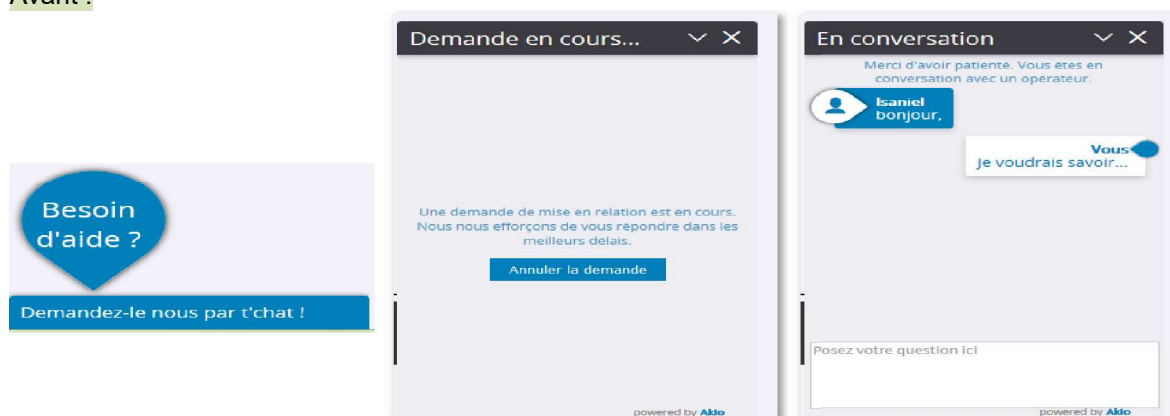 Avant :
Besoin
d'aide ?
Demandez-le nous par t'chat !
Demande en cours...
Une demande de mise en relation est en cours.
Nous nous efforçons de vous répondre dans les
meilleurs délais.
Annuler la demande
powered by Akio
En conversation
Merci d'avoir patienté. Vous êtes en
conversation avec un opérateur.
Isaniel
bonjour,
Vous
Je voudrais savoir...
Posez votre question ici
powered by Akio